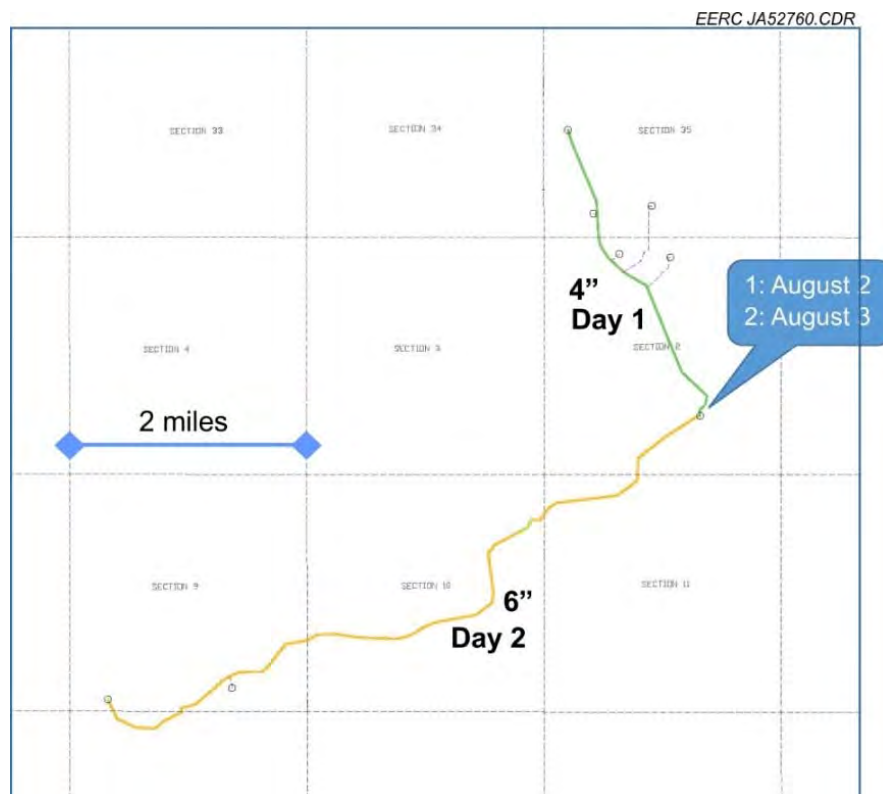 EERC JA52760.CDR
SECTION 33
SECTION 34
SECTION 35
4”
Day 1
1: August 2
2: August 3
SECTION 4
SECTION 3
SECTION 2
2 miles
SECTION 9
SECTION 10
SECTION 11
6”
Day 2